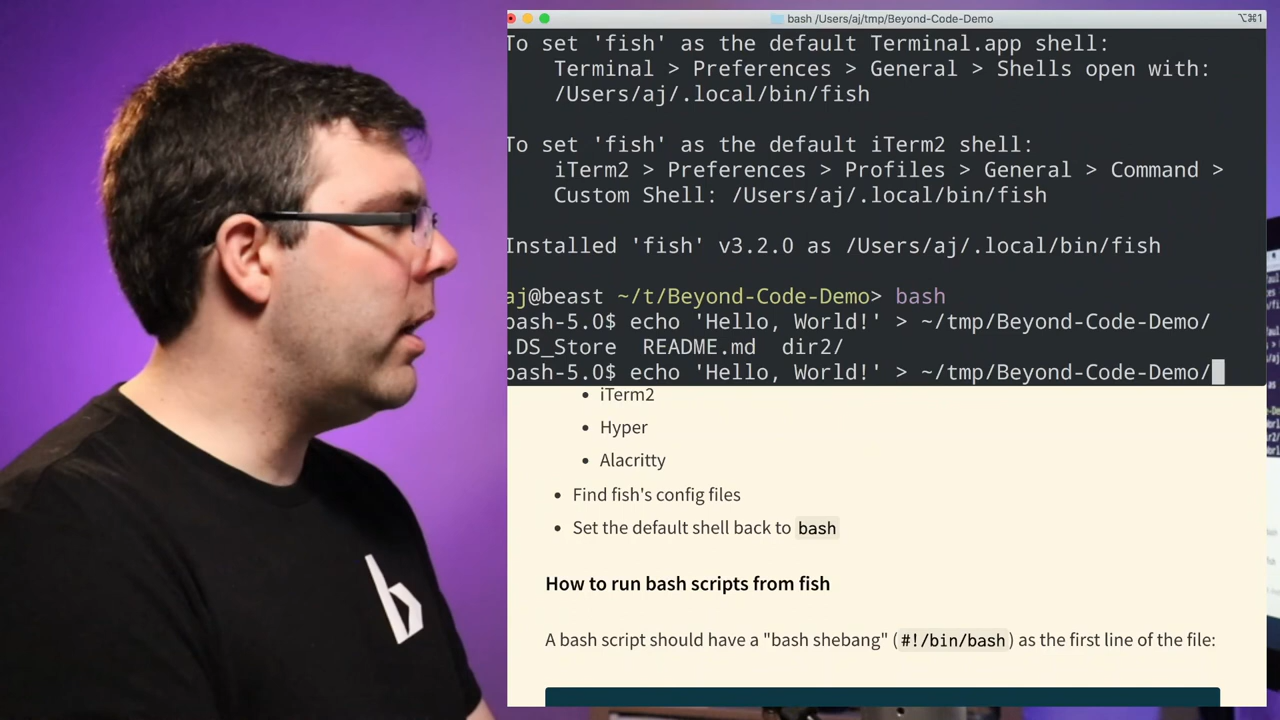 bash /Users/aj/tmp/Beyond-Code-Demo
⌥⌘1
To set 'fish' as the default Terminal.app shell:
Terminal > Preferences > General > Shells open with:
/Users/aj/.local/bin/fish
To set 'fish' as the default iTerm2 shell:
iTerm2 > Preferences > Profiles > General > Command >
Custom Shell: /Users/aj/.local/bin/fish
Installed 'fish' v3.2.0 as /Users/aj/.local/bin/fish
aj@beast ~/t/Beyond-Code-Demo> bash
bash-5.0$ echo 'Hello, World!' > ~/tmp/Beyond-Code-Demo/
.DS_Store README.md dir2/
bash-5.0$ echo 'Hello, World!' > ~/tmp/Beyond-Code-Demo/
• iTerm2
• Hyper
• Alacritty
• Find fish's config files
• Set the default shell back to bash
How to run bash scripts from fish
A bash script should have a "bash shebang" (#!/bin/bash) as the first line of the file:
b